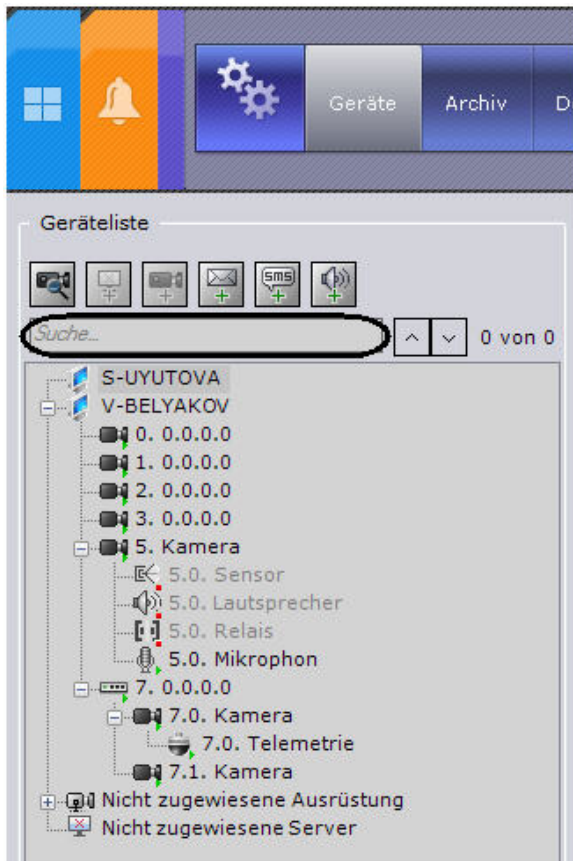 Geräte Archiv D
Geräteliste
sms
Suche...
0 von 0
S-UYUTOVA
V-BELYAKOV
0. 0.0.0.0
1. 0.0.0.0
2. 0.0.0.0
3. 0.0.0.0
5. Kamera
5.0. Sensor
5.0. Lautsprecher
5.0. Relais
5.0. Mikrophon
7. 0.0.0.0
7.0. Kamera
7.0. Telemetrie
7.1. Kamera
Nicht zugewiesene Ausrüstung
Nicht zugewiesene Server